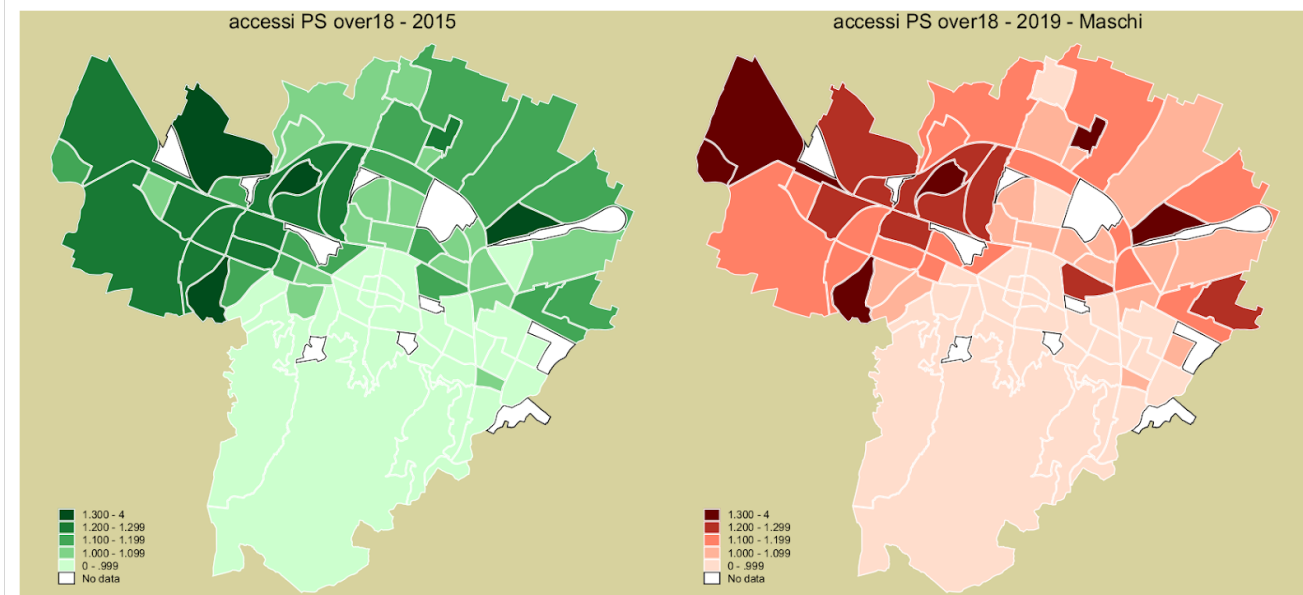 accessi PS over18 - 2015
1.300 - 4
1.200 - 1.299
1.100 - 1.199
1.000 - 1.099
0 - .999
No data
accessi PS over18 - 2019 - Maschi
1.300 - 4
1.200 - 1.299
1.100 - 1.199
1.000 - 1.099
0 - .999
No data